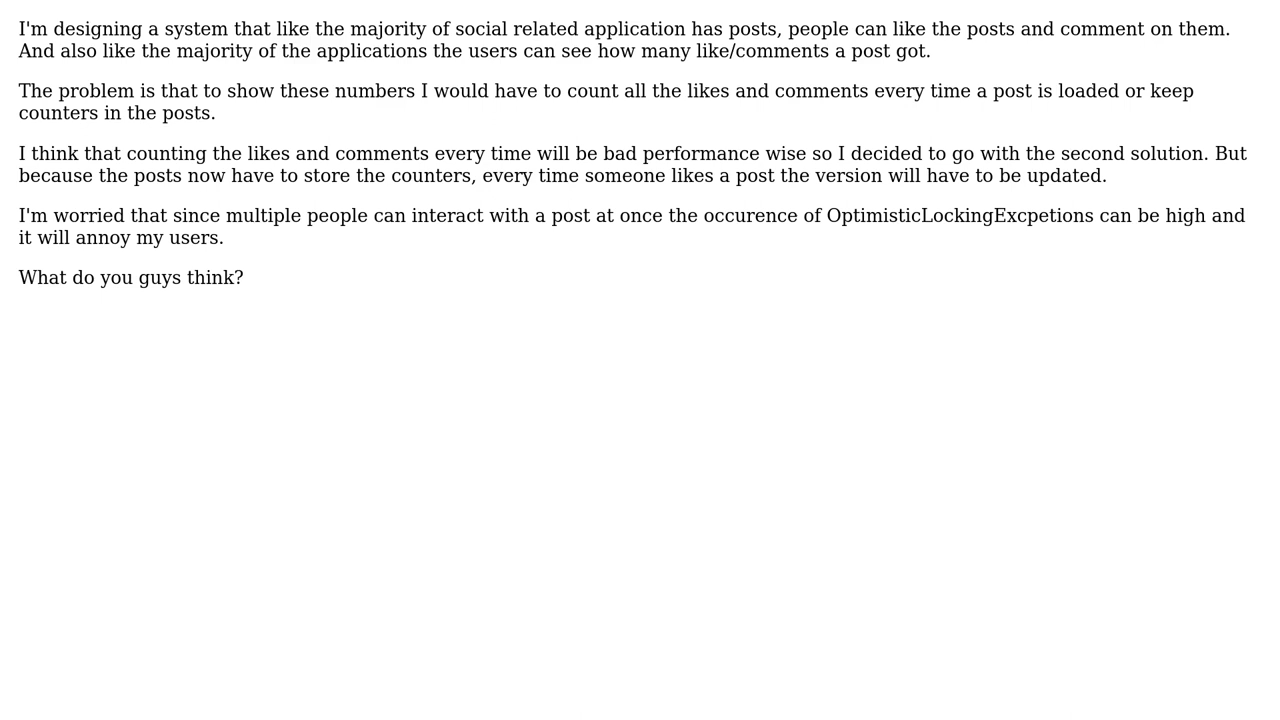 I'm designing a system that like the majority of social related application has posts, people can like the posts and comment on them.
And also like the majority of the applications the users can see how many like/comments a post got.
The problem is that to show these numbers I would have to count all the likes and comments every time a post is loaded or keep
counters in the posts.
I think that counting the likes and comments every time will be bad performance wise so I decided to go with the second solution. But
because the posts now have to store the counters, every time someone likes a post the version will have to be updated.
I'm worried that since multiple people can interact with a post at once the occurence of OptimisticLockingExcpetions can be high and
it will annoy my users.
What do you guys think?